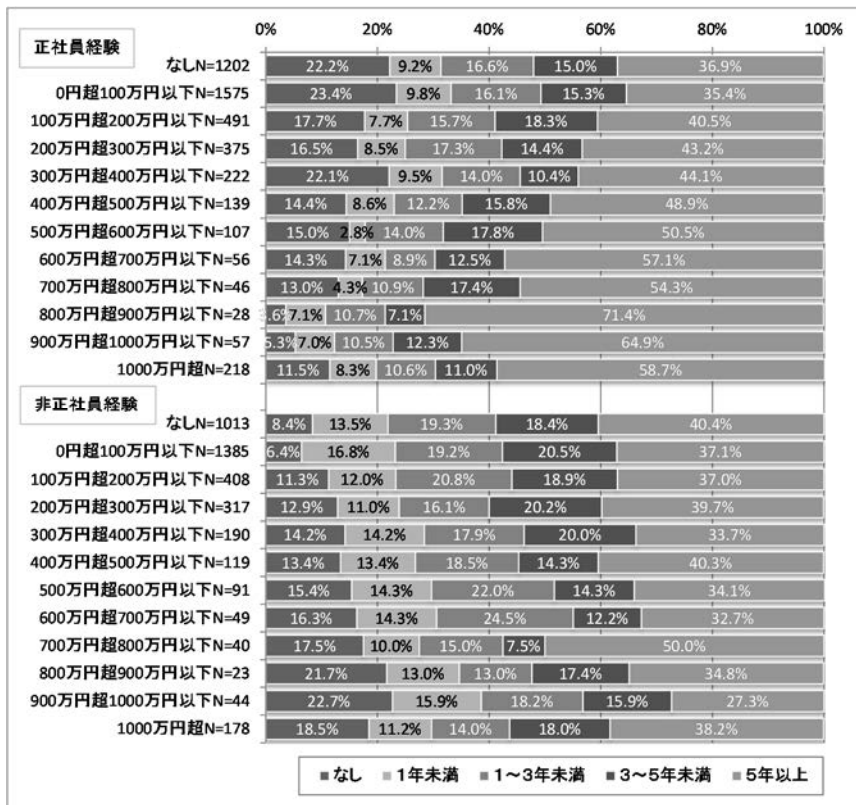 0% 20% 40% 60% 80% 100%
正社員経験
なしN=1202 22.2% 9.2% 16.6% 15.0% 36.9%
0円超100万円以下N=1575 23.4% 9.8% 16.1% 15.3% 35.4%
100万円超200万円以下N=491 17.7% 7.7% 15.7% 18.3% 40.5%
200万円超300万円以下N=375 16.5% 8.5% 17.3% 14.4% 43.2%
300万円超400万円以下N=222 22.1% 9.5% 14.0% 10.4% 44.1%
400万円超500万円以下N=139 14.4% 8.6% 12.2% 15.8% 48.9%
500万円超600万円以下N=107 15.0% 2.8% 14.0% 17.8% 50.5%
600万円超700万円以下N=56 14.3% 7.1% 8.9% 12.5% 57.1%
700万円超800万円以下N=46 13.0% 4.3% 10.9% 17.4% 54.3%
800万円超900万円以下N=28 3.6% 7.1% 10.7% 7.1% 71.4%
900万円超1000万円以下N=57 5.3% 7.0% 10.5% 12.3% 64.9%
1000万円超N=218 11.5% 8.3% 10.6% 11.0% 58.7%
非正社員経験
なしN=1013 8.4% 13.5% 19.3% 18.4% 40.4%
0円超100万円以下N=1385 6.4% 16.8% 19.2% 20.5% 37.1%
100万円超200万円以下N=408 11.3% 12.0% 20.8% 18.9% 37.0%
200万円超300万円以下N=317 12.9% 11.0% 16.1% 20.2% 39.7%
300万円超400万円以下N=190 14.2% 14.2% 17.9% 20.0% 33.7%
400万円超500万円以下N=119 13.4% 13.4% 18.5% 14.3% 40.3%
500万円超600万円以下N=91 15.4% 14.3% 22.0% 14.3% 34.1%
600万円超700万円以下N=49 16.3% 14.3% 24.5% 12.2% 32.7%
700万円超800万円以下N=40 17.5% 10.0% 15.0% 7.5% 50.0%
800万円超900万円以下N=23 21.7% 13.0% 13.0% 17.4% 34.8%
900万円超1000万円以下N=44 22.7% 15.9% 18.2% 15.9% 27.3%
1000万円超N=178 18.5% 11.2% 14.0% 18.0% 38.2%
なし 1年未満 1～3年未満 3～5年未満 5年以上